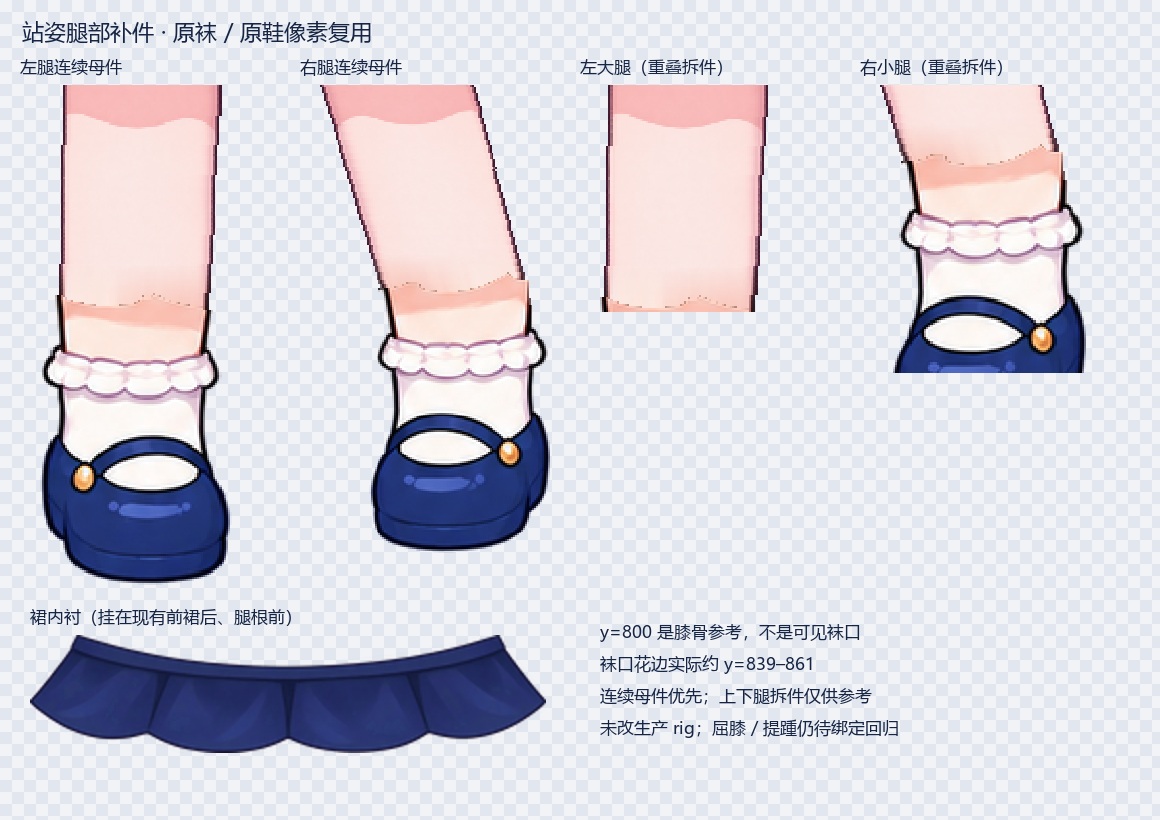 站姿腿部补件 · 原袜 / 原鞋像素复用
左腿连续母件
右腿连续母件
左大腿（重叠拆件）
右小腿（重叠拆件）
裙内衬（挂在现有前裙后、腿根前）
y=800 是膝骨参考，不是可见袜口
袜口花边实际约 y=839–861
连续母件优先；上下腿拆件仅供参考
未改生产 rig；屈膝 / 提踵仍待绑定回归